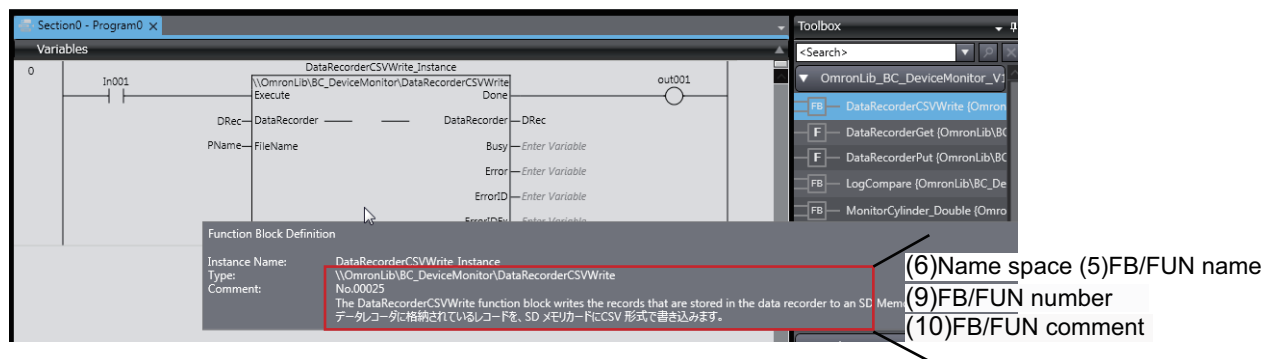 Section0 - Program0
Variables
0
In001
DataRecorderCSVWrite_Instance
\\OmronLib\BC_DeviceMonitor\DataRecorderCSVWrite
Execute Done
out001
DRec DataRecorder DataRecorder DRec
PName FileName Busy Enter Variable
Error Enter Variable
ErrorID Enter Variable
ErrorIDEx Enter Variable
Toolbox
<Search>
OmronLib_BC_DeviceMonitor_V1
FB DataRecorderCSVWrite {Omron
F DataRecorderGet {OmronLib\BC
F DataRecorderPut {OmronLib\BC
FB LogCompare {OmronLib\BC_De
FB MonitorCylinder_Double {Omro
Function Block Definition
Instance Name: DataRecorderCSVWrite_Instance
Type: \\OmronLib\BC_DeviceMonitor\DataRecorderCSVWrite
Comment: No.00025
The DataRecorderCSVWrite function block writes the records that are stored in the data recorder to an SD Mem
データレコーダに格納されているレコードを、SD メモリカードにCSV 形式で書き込みます。
(6)Name space (5)FB/FUN name
(9)FB/FUN number
(10)FB/FUN comment